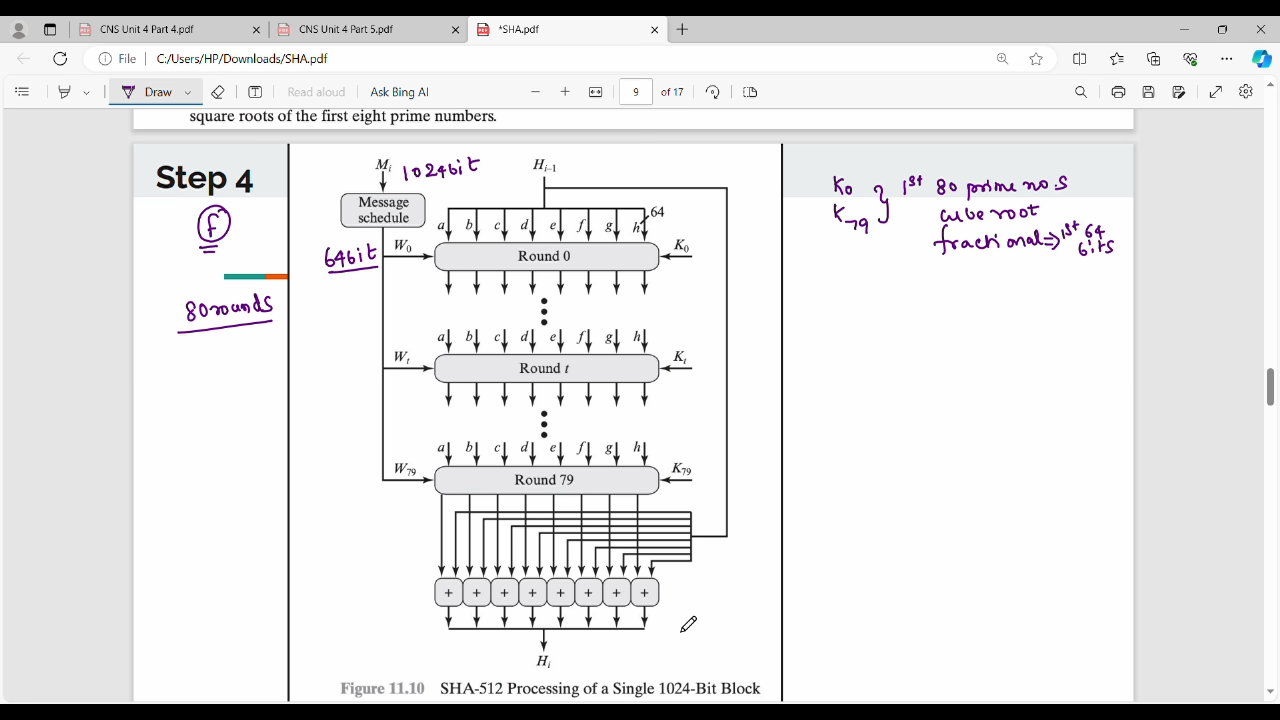 CNS Unit 4 Part 4.pdf
CNS Unit 4 Part 5.pdf
*SHA.pdf
File
C:/Users/HP/Downloads/SHA.pdf
Draw
Read aloud
Ask Bing AI
9 of 17
square roots of the first eight prime numbers.
Step 4
f
80 rounds
Mi 1024bit
Hi–1
Message
schedule
64
a b c d e f g h
64bit
W0
Round 0
K0
a b c d e f g h
Wt
Round t
Kt
a b c d e f g h
W79
Round 79
K79
+ + + + + + + +
Hi
Figure 11.10 SHA-512 Processing of a Single 1024-Bit Block
K0 } 1st 80 prime no.s
K79 cube root
fractional => 1st 64
bits